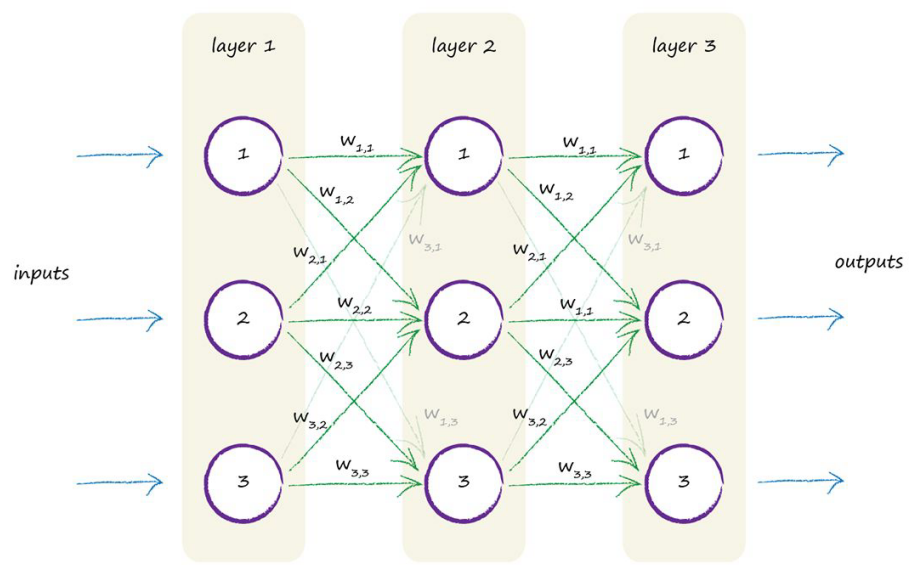 layer 1
layer 2
layer 3
1
W1,1
1
W1,1
1
W1,2
W1,2
W2,1
W3,1
W2,1
W3,1
inputs
outputs
2
W2,2
2
W1,1
2
W2,3
W2,3
W3,2
W1,3
W3,2
W1,3
3
W3,3
3
W3,3
3